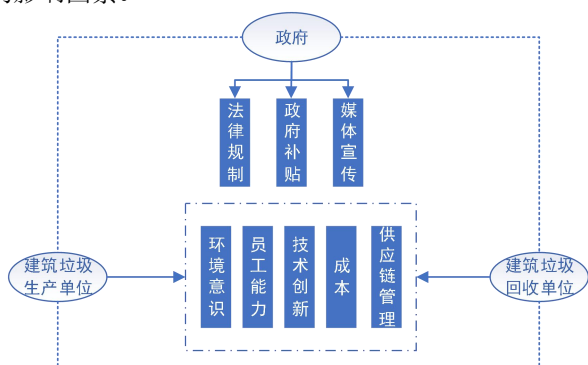 政府
法律规制
政府补贴
媒体宣传
环境意识
员工能力
技术创新
成本
供应链管理
建筑垃圾
生产单位
建筑垃圾
回收单位